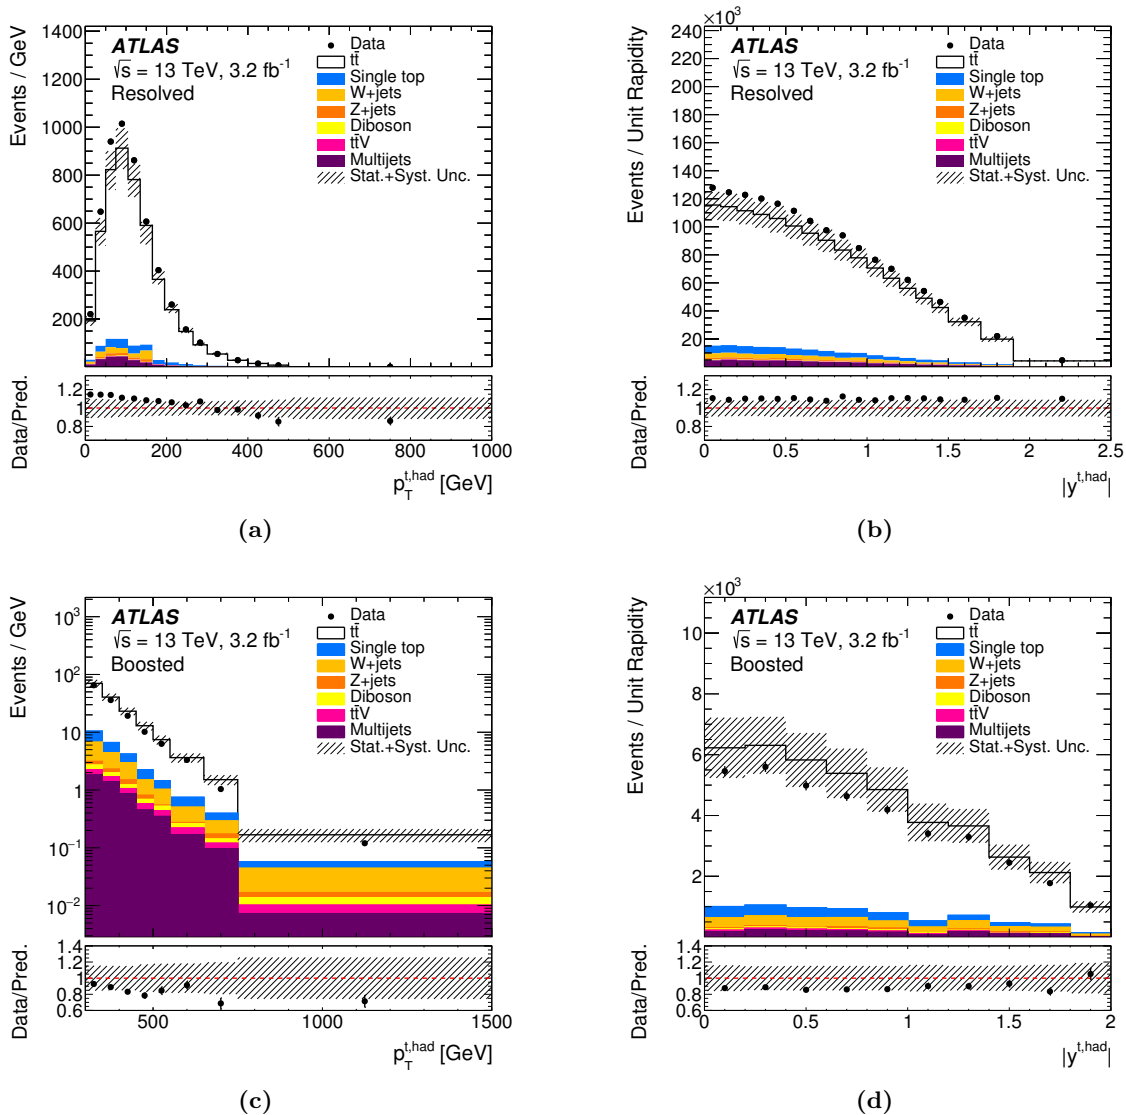 Events / GeV
1400
1200
1000
800
600
400
200
ATLAS
√s = 13 TeV, 3.2 fb⁻¹
Resolved
Data
tt̄
Single top
W+jets
Z+jets
Diboson
tt̄V
Multijets
Stat.+Syst. Unc.
Data/Pred.
1.2
1
0.8
0 200 400 600 800 1000
p_T^{t,had} [GeV]
(a)
×10³
Events / Unit Rapidity
240
220
200
180
160
140
120
100
80
60
40
20
ATLAS
√s = 13 TeV, 3.2 fb⁻¹
Resolved
Data
tt̄
Single top
W+jets
Z+jets
Diboson
tt̄V
Multijets
Stat.+Syst. Unc.
Data/Pred.
1.2
1
0.8
0 0.5 1 1.5 2 2.5
|y^{t,had}|
(b)
Events / GeV
10³
10²
10
1
10⁻¹
10⁻²
ATLAS
√s = 13 TeV, 3.2 fb⁻¹
Boosted
Data
tt̄
Single top
W+jets
Z+jets
Diboson
tt̄V
Multijets
Stat.+Syst. Unc.
Data/Pred.
1.4
1.2
1
0.8
0.6
500 1000 1500
p_T^{t,had} [GeV]
(c)
×10³
Events / Unit Rapidity
10
8
6
4
2
ATLAS
√s = 13 TeV, 3.2 fb⁻¹
Boosted
Data
tt̄
Single top
W+jets
Z+jets
Diboson
tt̄V
Multijets
Stat.+Syst. Unc.
Data/Pred.
1.4
1.2
1
0.8
0.6
0 0.5 1 1.5 2
|y^{t,had}|
(d)